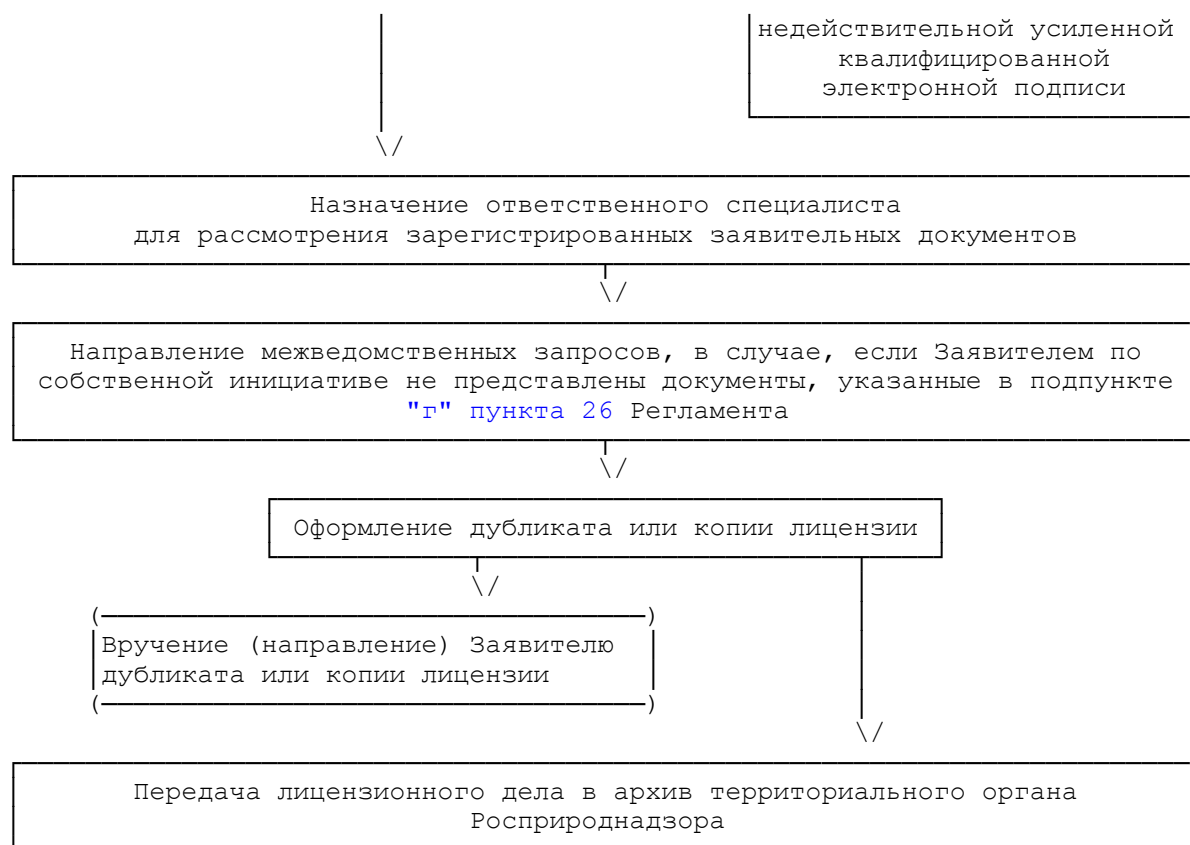 недействительной усиленной
квалифицированной
электронной подписи
Назначение ответственного специалиста
для рассмотрения зарегистрированных заявительных документов
Направление межведомственных запросов, в случае, если Заявителем по
собственной инициативе не представлены документы, указанные в подпункте
"г" пункта 26 Регламента
Оформление дубликата или копии лицензии
Вручение (направление) Заявителю
дубликата или копии лицензии
Передача лицензионного дела в архив территориального органа
Росприроднадзора